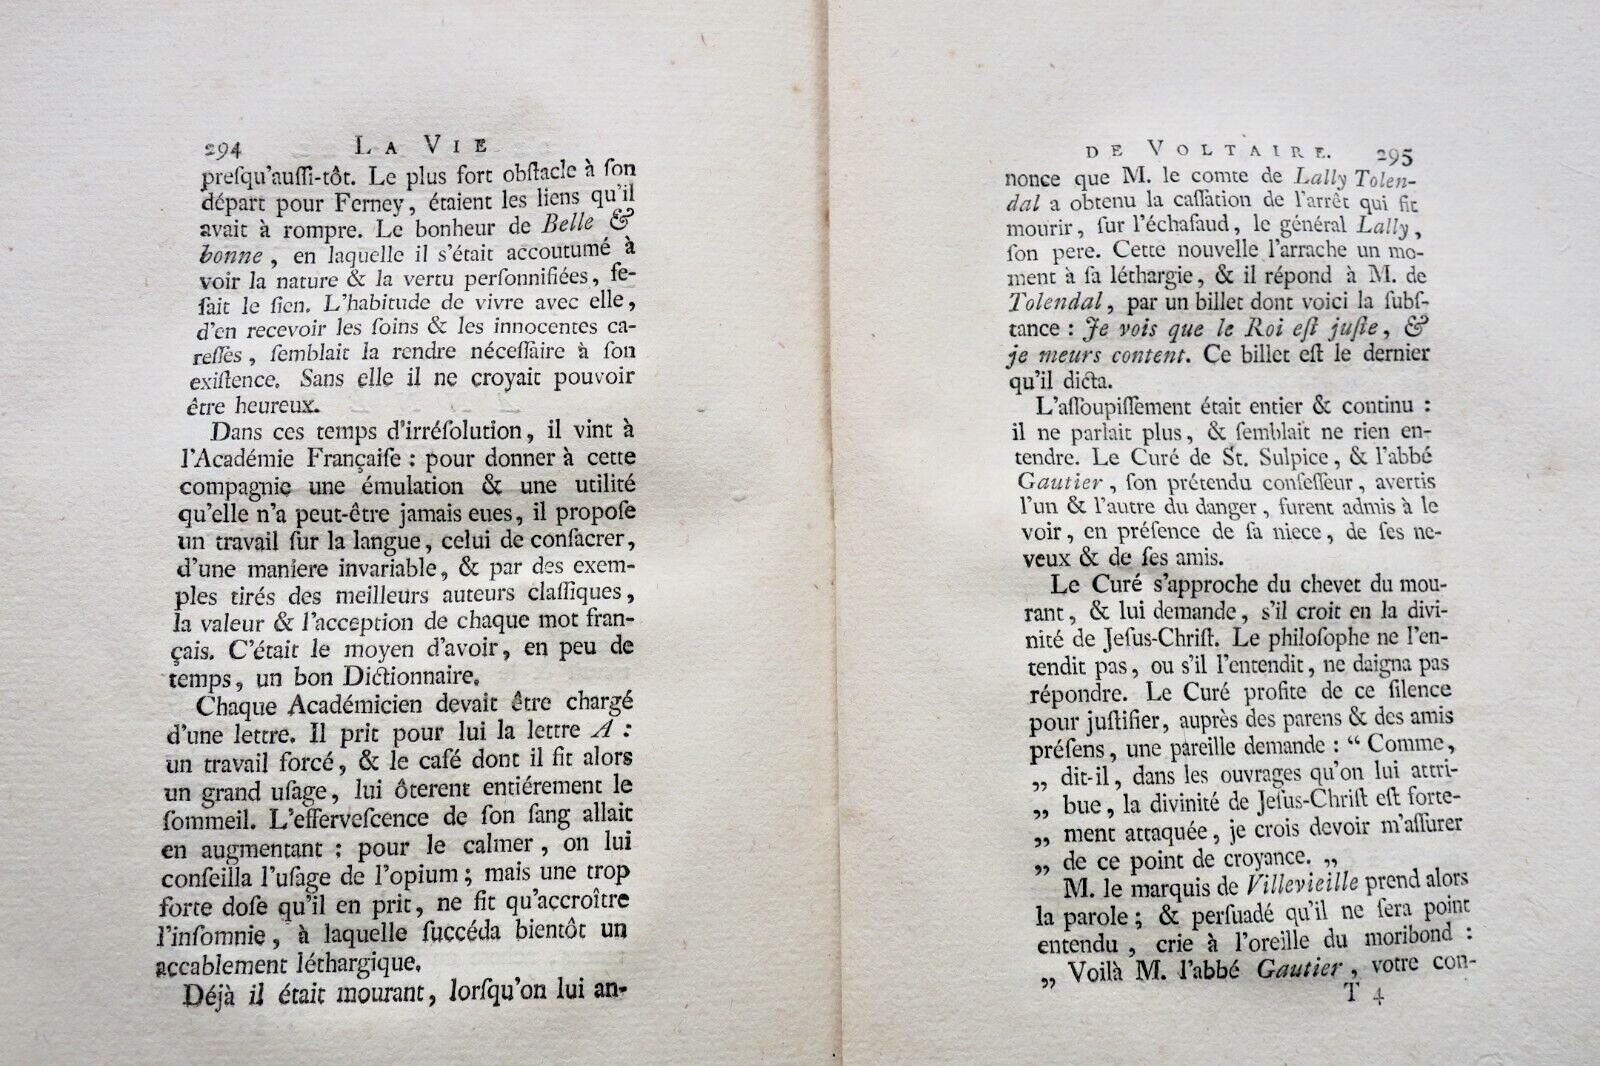 294 LA VIE
preſqu'auſſi-tôt. Le plus fort obſtacle à ſon
départ pour Ferney, étaient les liens qu'il
avait à rompre. Le bonheur de Belle &
bonne, en laquelle il s'était accoutumé à
voir la nature & la vertu perſonnifiées, fe-
ſait le ſien. L'habitude de vivre avec elle,
d'en recevoir les ſoins & les innocentes ca-
reſſes, ſemblait la rendre néceſſaire à ſon
exiſtence. Sans elle il ne croyait pouvoir
être heureux.
Dans ces temps d'irréſolution, il vint à
l'Académie Françaiſe : pour donner à cette
compagnie une émulation & une utilité
qu'elle n'a peut-être jamais eues, il propoſe
un travail ſur la langue, celui de conſacrer,
d'une maniere invariable, & par des exem-
ples tirés des meilleurs auteurs claſſiques,
la valeur & l'acception de chaque mot fran-
çais. C'était le moyen d'avoir, en peu de
temps, un bon Dictionnaire.
Chaque Académicien devait être chargé
d'une lettre. Il prit pour lui la lettre A :
un travail forcé, & le café dont il fit alors
un grand uſage, lui ôterent entiérement le
ſommeil. L'efferveſcence de ſon ſang allait
en augmentant ; pour le calmer, on lui
conſeilla l'uſage de l'opium ; mais une trop
forte doſe qu'il en prit, ne fit qu'accroître
l'inſomnie, à laquelle ſuccéda bientôt un
accablement léthargique.
Déjà il était mourant, lorſqu'on lui an-
DE VOLTAIRE. 295
nonce que M. le comte de Lally Tolen-
dal a obtenu la caſſation de l'arrêt qui fit
mourir, ſur l'échafaud, le général Lally,
ſon pere. Cette nouvelle l'arrache un mo-
ment à ſa léthargie, & il répond à M. de
Tolendal, par un billet dont voici la ſubſ-
tance : Je vois que le Roi eſt juſte, &
je meurs content. Ce billet eſt le dernier
qu'il dicta.
L'aſſoupiſſement était entier & continu :
il ne parlait plus, & ſemblait ne rien en-
tendre. Le Curé de St. Sulpice, & l'abbé
Gautier, ſon prétendu confeſſeur, avertis
l'un & l'autre du danger, furent admis à le
voir, en préſence de ſa niece, de ſes ne-
veux & de ſes amis.
Le Curé s'approche du chevet du mou-
rant, & lui demande, s'il croit en la divi-
nité de Jeſus-Chriſt. Le philoſophe ne l'en-
tendit pas, ou s'il l'entendit, ne daigna pas
répondre. Le Curé profite de ce ſilence
pour juſtifier, auprès des parens & des amis
préſens, une pareille demande : “ Comme,
„ dit-il, dans les ouvrages qu'on lui attri-
„ bue, la divinité de Jeſus-Chriſt eſt forte-
„ ment attaquée, je crois devoir m'aſſurer
„ de ce point de croyance. „
M. le marquis de Villevieille prend alors
la parole ; & perſuadé qu'il ne ſera point
entendu, crie à l'oreille du moribond :
„ Voilà M. l'abbé Gautier, votre con-
T 4